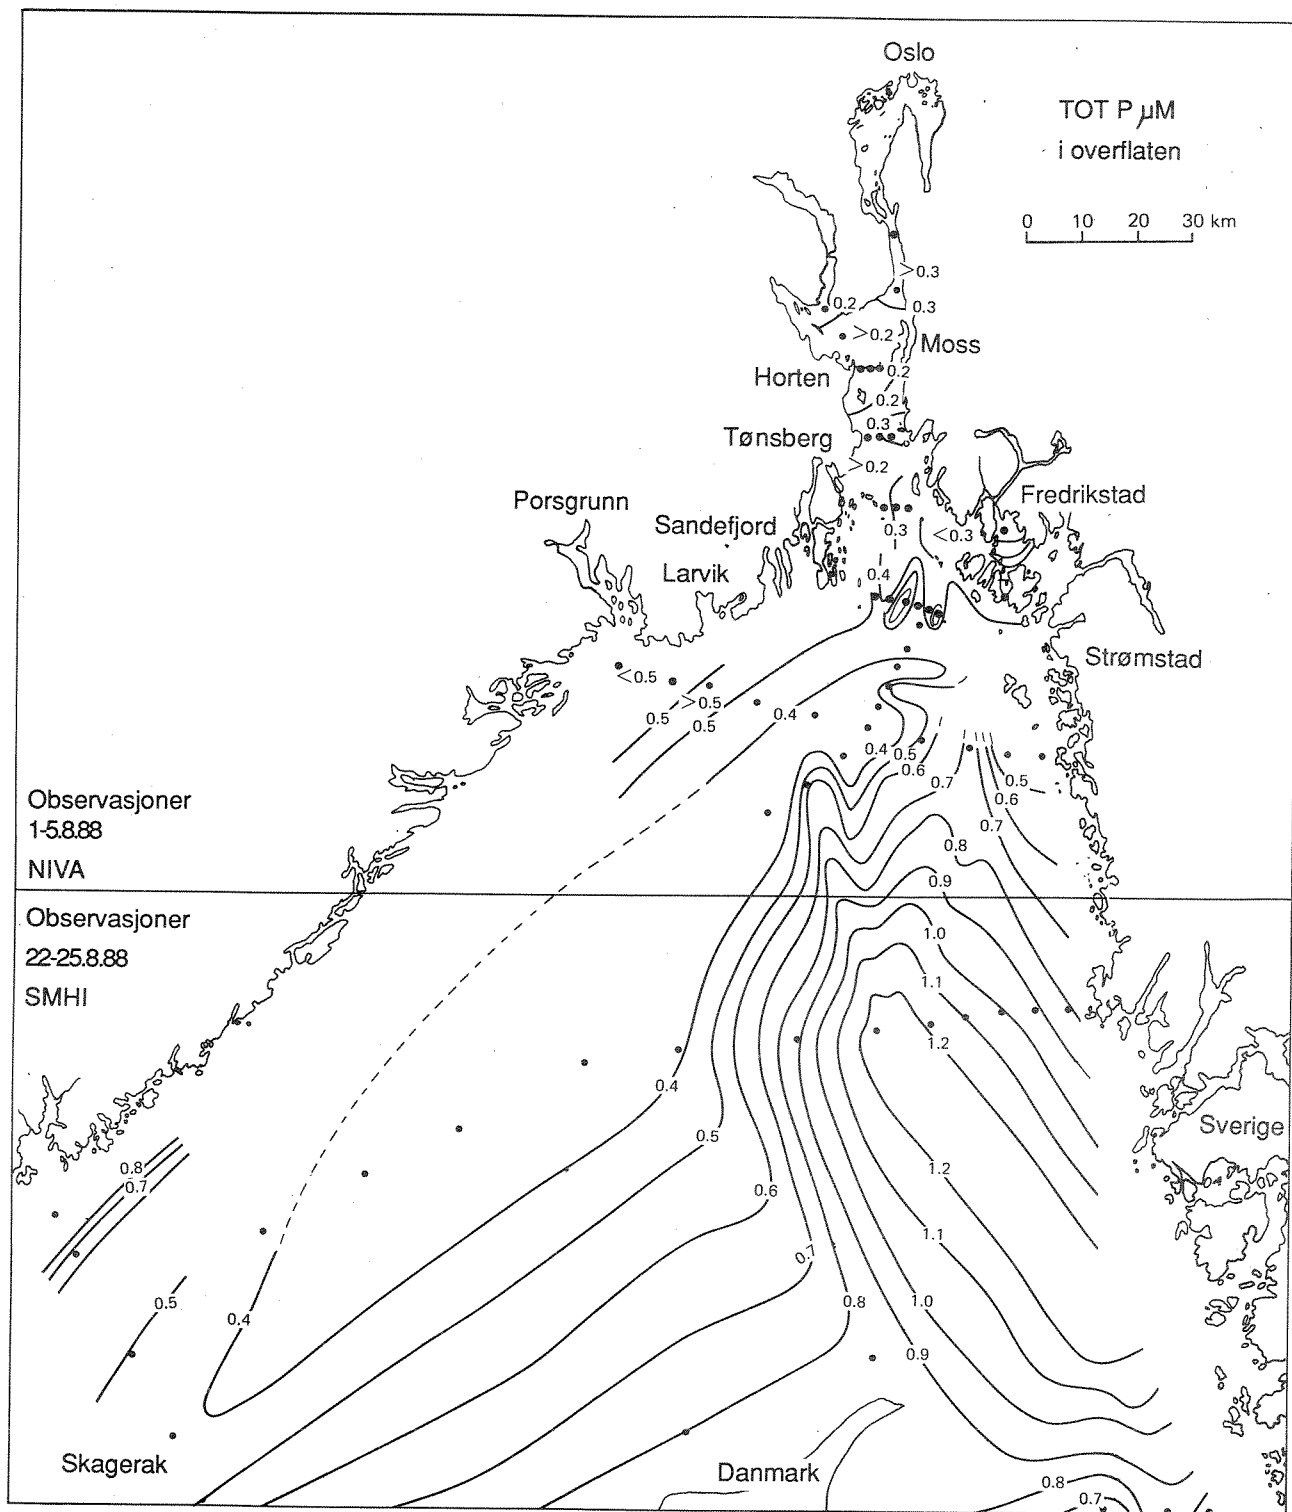 Oslo
TOT P µM
i overflaten
0 10 20 30 km
>0.3
0.2
0.3
>0.2
Moss
0.2
Horten
0.2
0.3
Tønsberg
>0.2
Porsgrunn
Fredrikstad
Sandefjord
0.3
<0.3
Larvik
0.4
Strømstad
<0.5
>0.5
0.5
0.5
0.4
0.4
0.5
0.6
0.7
0.5
0.6
0.7
Observasjoner
1-5.8.88
NIVA
0.8
0.9
Observasjoner
22-25.8.88
SMHI
1.0
1.1
1.2
0.4
0.5
Sverige
0.8
0.7
1.2
0.6
1.1
0.7
0.5
0.8
1.0
0.4
0.9
Skagerak
Danmark
0.8
0.7